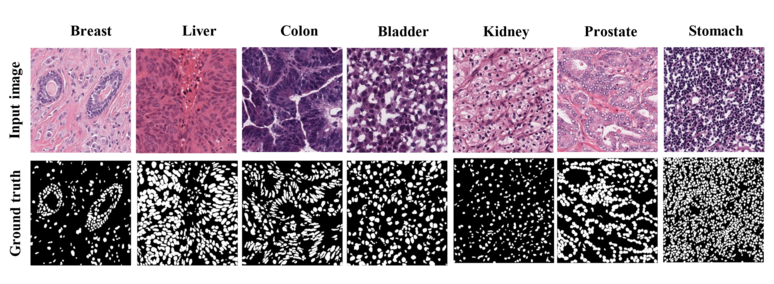 Breast Liver Colon Bladder Kidney Prostate Stomach
Input image
Ground truth